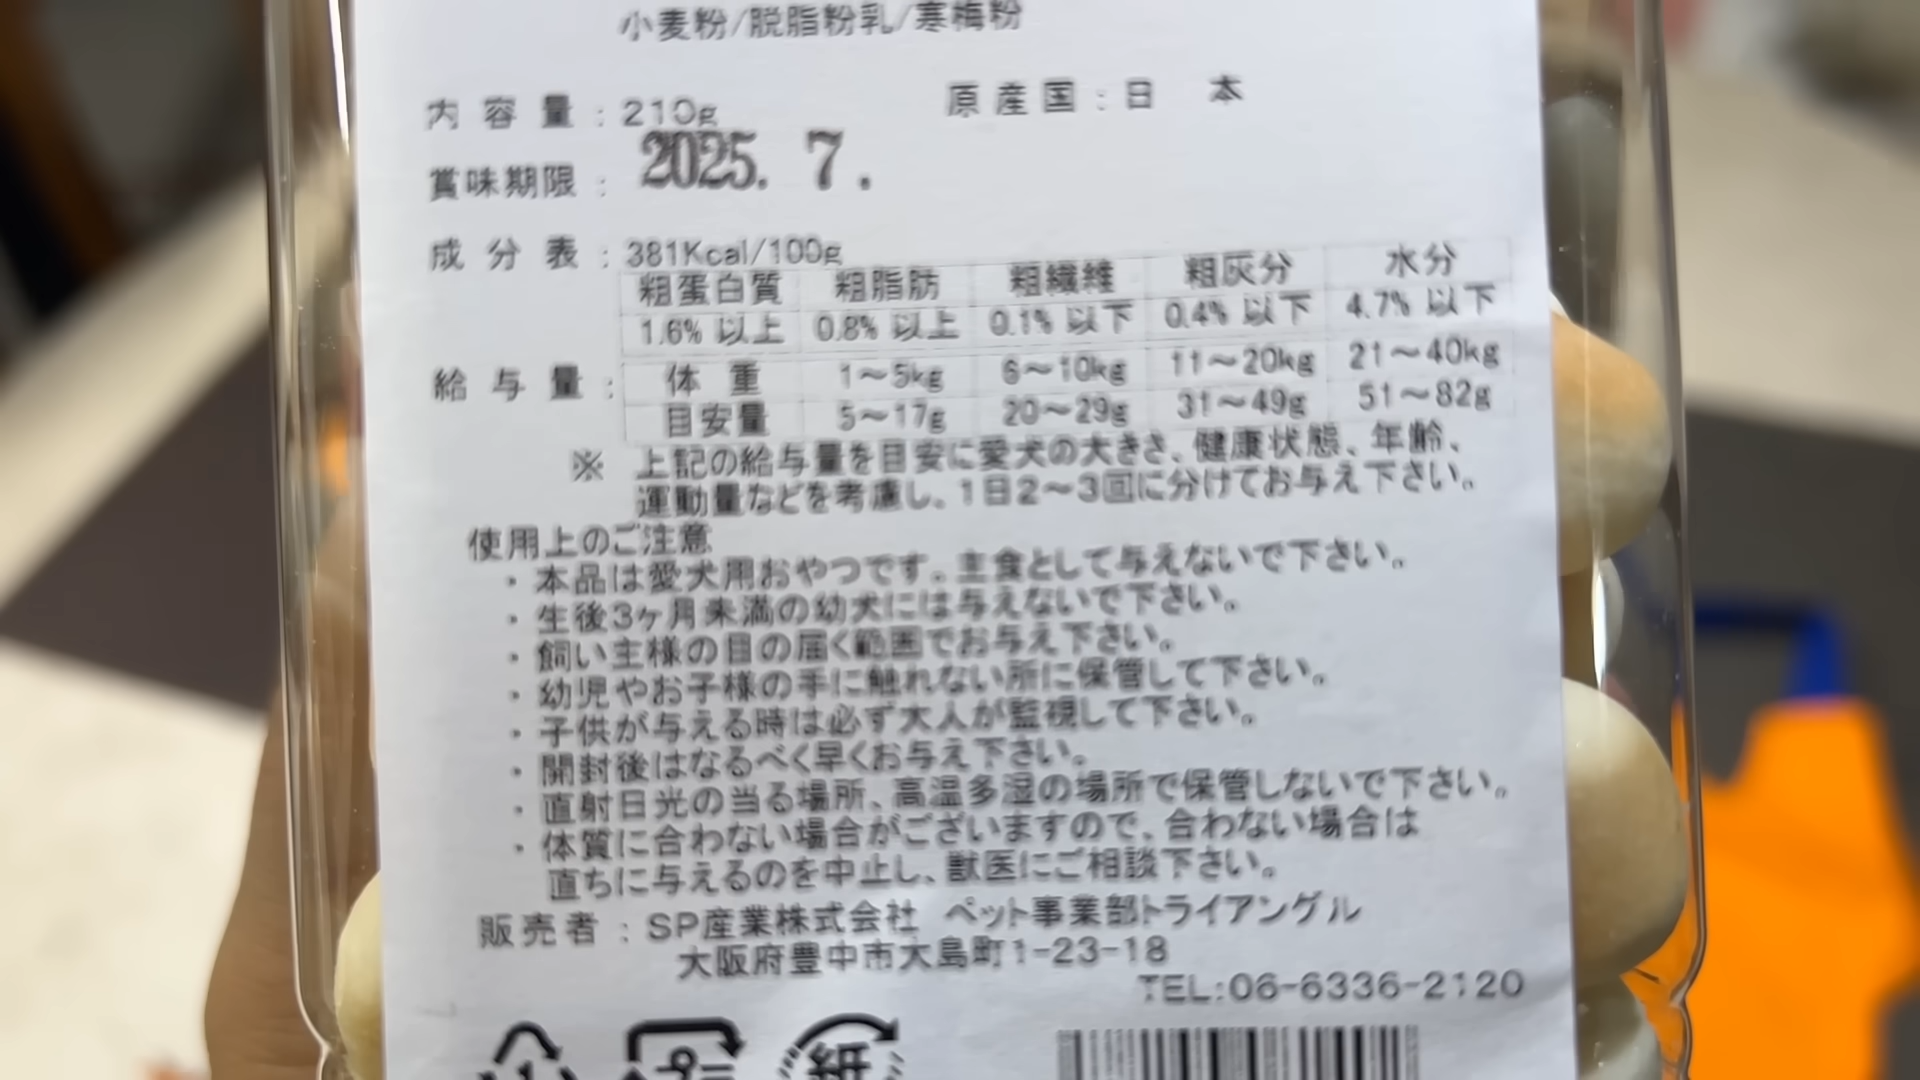 小麦粉/脱脂粉乳/寒梅粉
内容量：210g 原産国：日 本
賞味期限：2025. 7.
成分表：381Kcal/100g
粗蛋白質 粗脂肪 粗繊維 粗灰分 水分
1.6% 以上 0.8% 以上 0.1% 以下 0.4% 以下 4.7% 以下
給与量：体 重 1～5kg 6～10kg 11～20kg 21～40kg
目安量 5～17g 20～29g 31～49g 51～82g
※ 上記の給与量を目安に愛犬の大きさ、健康状態、年齢、
運動量などを考慮し、1日2～3回に分けてお与え下さい。
使用上のご注意
・本品は愛犬用おやつです。主食として与えないで下さい。
・生後3ヶ月未満の幼犬には与えないで下さい。
・飼い主様の目の届く範囲でお与え下さい。
・幼児やお子様の手に触れない所に保管して下さい。
・子供が与える時は必ず大人が監視して下さい。
・開封後はなるべく早くお与え下さい。
・直射日光の当る場所、高温多湿の場所で保管しないで下さい。
・体質に合わない場合がございますので、合わない場合は
直ちに与えるのを中止し、獣医にご相談下さい。
販売者：SP産業株式会社 ペット事業部トライアングル
大阪府豊中市大島町1-23-18
TEL:06-6336-2120
紙